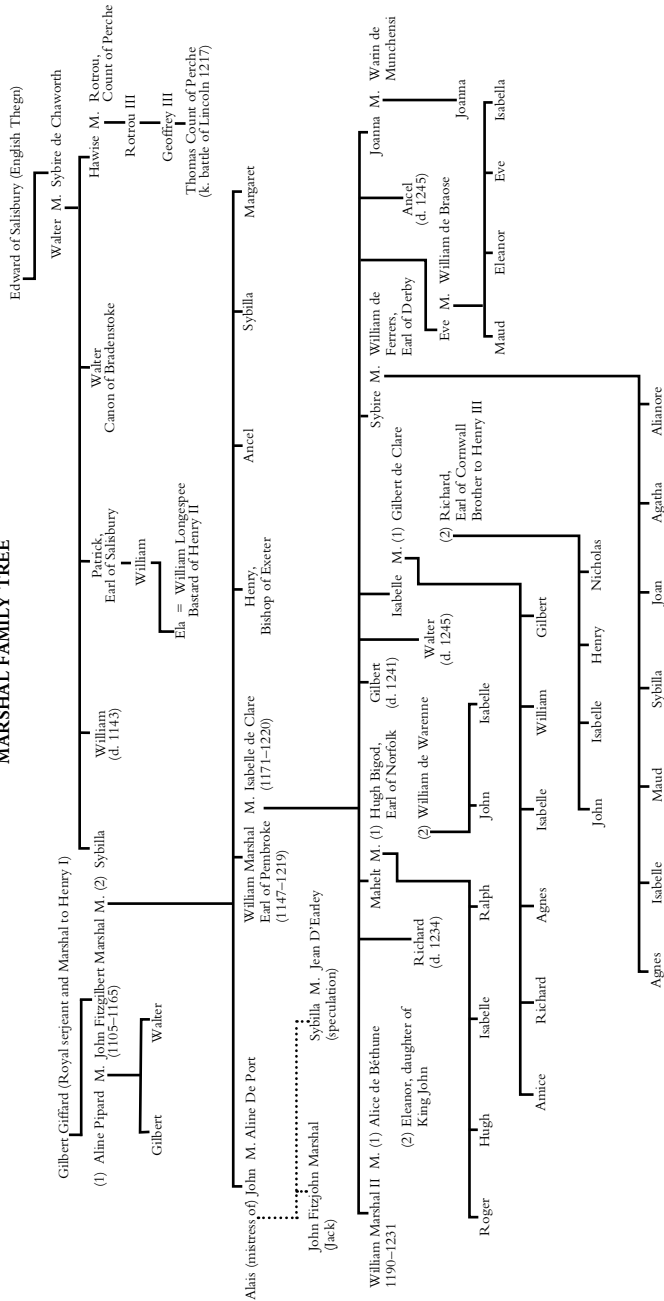 MARSHAL FAMILY TREE
Edward of Salisbury (English Thegn)
Gilbert Giffard (Royal serjeant and Marshal to Henry I)
Walter M. Sybire de Chaworth
(1) Aline Pipard M. John Fitzgilbert Marshal M. (2) Sybilla
(1105–1165)
William
(d. 1143)
Patrick,
Earl of Salisbury
Walter
Canon of Bradenstoke
Hawise M. Rotrou,
Count of Perche
Gilbert
Walter
William
Rotrou III
Ela = William Longespee
Bastard of Henry II
Geoffrey III
Thomas Count of Perche
(k. battle of Lincoln 1217)
Alais (mistress of) John M. Aline De Port
William Marshal M. Isabelle de Clare
Earl of Pembroke
(1147–1219)
(1171–1220)
Henry,
Bishop of Exeter
Ancel
Sybilla
Margaret
John Fitzjohn Marshal
(Jack)
Sybilla M. Jean D'Earley
(speculation)
William Marshal II M. (1) Alice de Béthune
1190–1231
(2) Eleanor, daughter of
King John
Richard
(d. 1234)
Mahelt M. (1) Hugh Bigod,
Earl of Norfolk
(2) William de Warenne
Gilbert
(d. 1241)
Walter
(d. 1245)
Isabelle M. (1) Gilbert de Clare
(2) Richard,
Earl of Cornwall
Brother to Henry III
Sybire M. William de
Ferrers,
Earl of Derby
Eve M. William de Braose
Ancel
(d. 1245)
Joanna M. Warin de
Munchensi
Joanna
Roger
Hugh
Isabelle
Ralph
John
Isabelle
Maud
Eleanor
Eve
Isabella
Amice
Richard
Agnes
Isabelle
William
Gilbert
John
Isabelle
Henry
Nicholas
Agnes
Isabelle
Maud
Sybilla
Joan
Agatha
Alianore